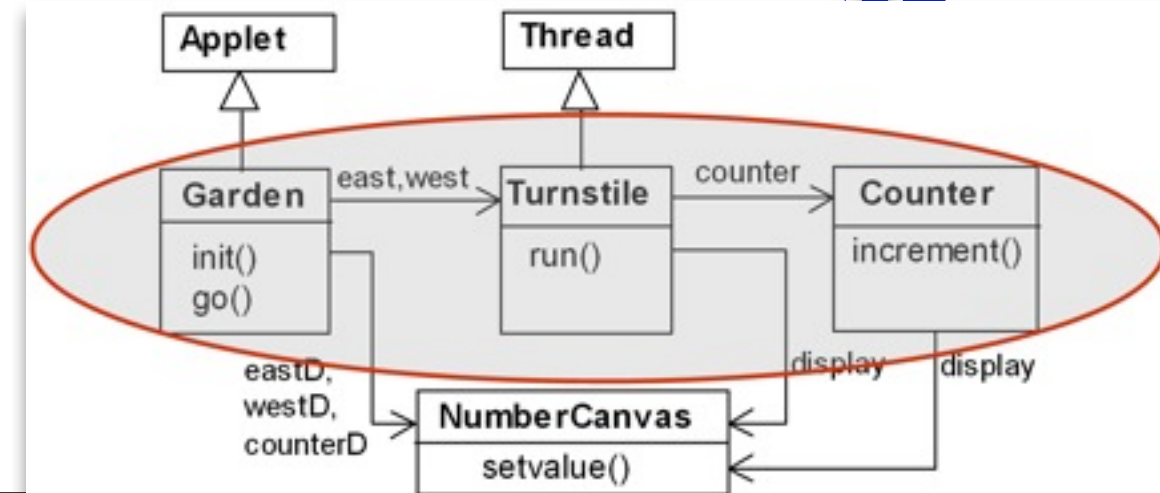 Applet
Thread
Garden
init()
go()
east,west
Turnstile
run()
counter
Counter
increment()
eastD,
westD,
counterD
display
display
NumberCanvas
setvalue()